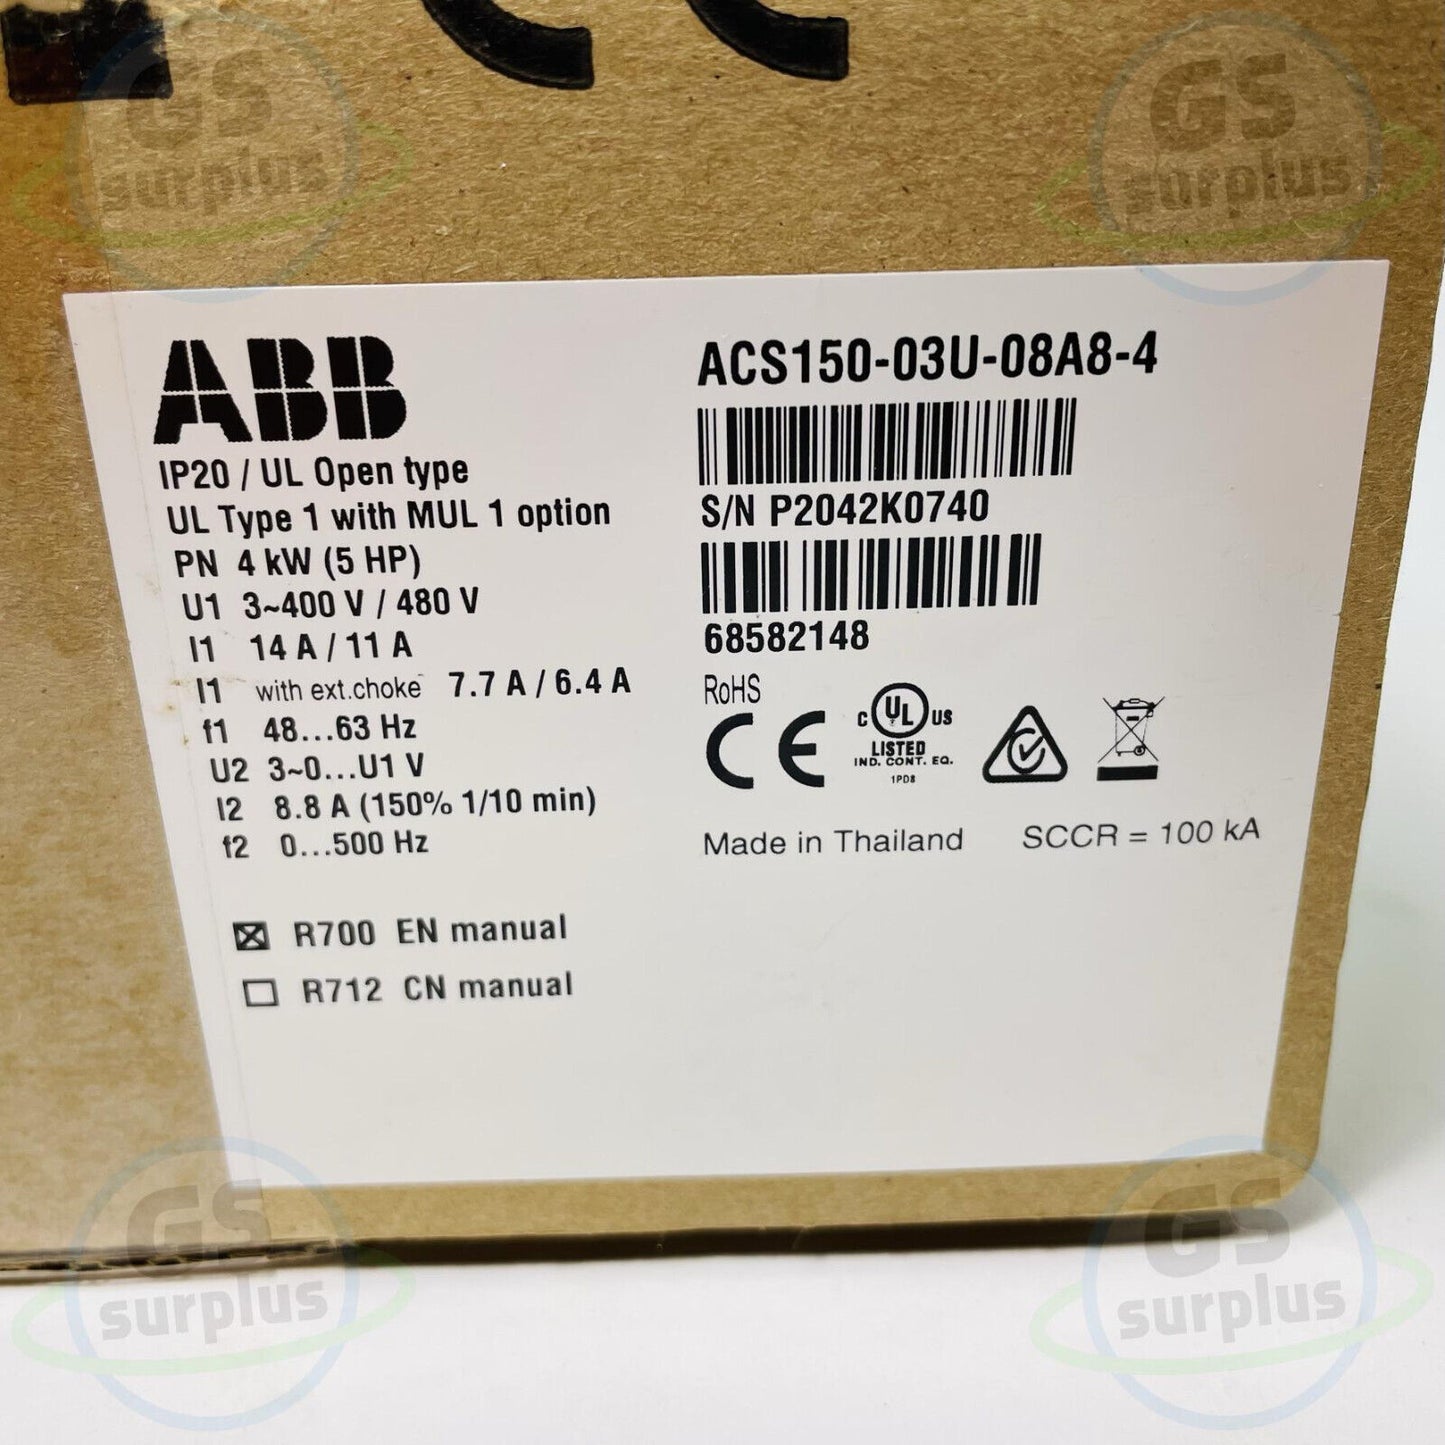 GS
surplus
GS
surplus
ABB
IP20 / UL Open type
UL Type 1 with MUL 1 option
PN 4 kW (5 HP)
U1 3~400 V / 480 V
I1 14 A / 11 A
I1 with ext.choke 7.7 A / 6.4 A
f1 48...63 Hz
U2 3~0...U1 V
I2 8.8 A (150% 1/10 min)
f2 0...500 Hz
R700 EN manual
R712 CN manual
ACS150-03U-08A8-4
S/N P2042K0740
68582148
RoHS
CE
C UL US
LISTED
IND. CONT. EQ.
1PD8
Made in Thailand SCCR = 100 kA
GS
surplus
GS
surplus